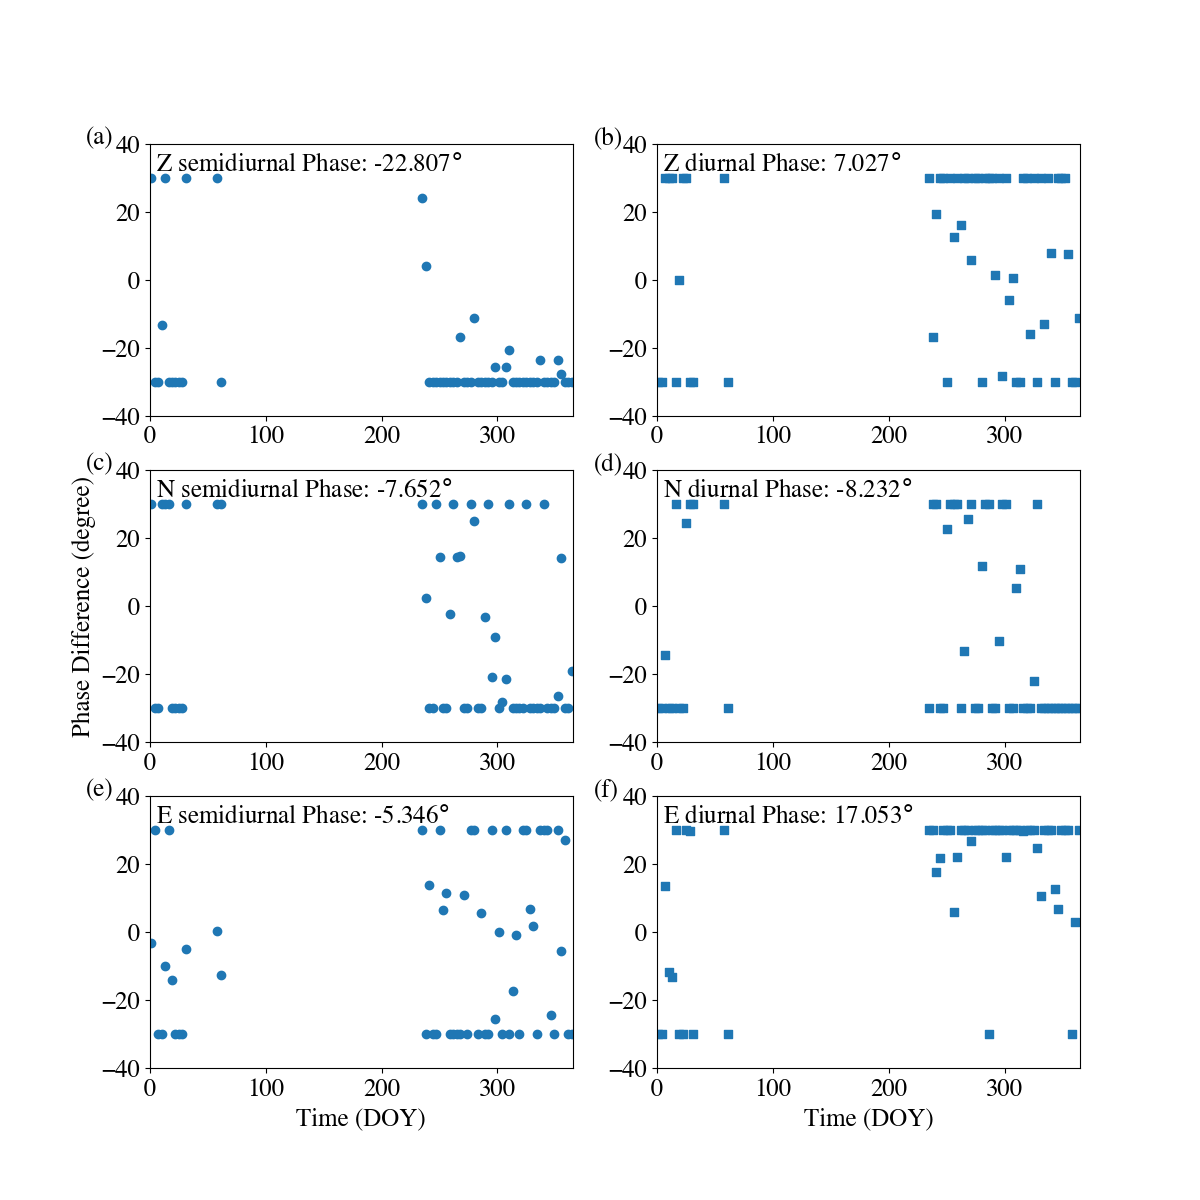 (a)
Z semidiurnal Phase: -22.807°
40
20
0
−20
−40
0 100 200 300
(b)
Z diurnal Phase: 7.027°
40
20
0
−20
−40
0 100 200 300
(c)
N semidiurnal Phase: -7.652°
40
20
0
−20
−40
0 100 200 300
(d)
N diurnal Phase: -8.232°
40
20
0
−20
−40
0 100 200 300
Phase Difference (degree)
(e)
E semidiurnal Phase: -5.346°
40
20
0
−20
−40
0 100 200 300
Time (DOY)
(f)
E diurnal Phase: 17.053°
40
20
0
−20
−40
0 100 200 300
Time (DOY)